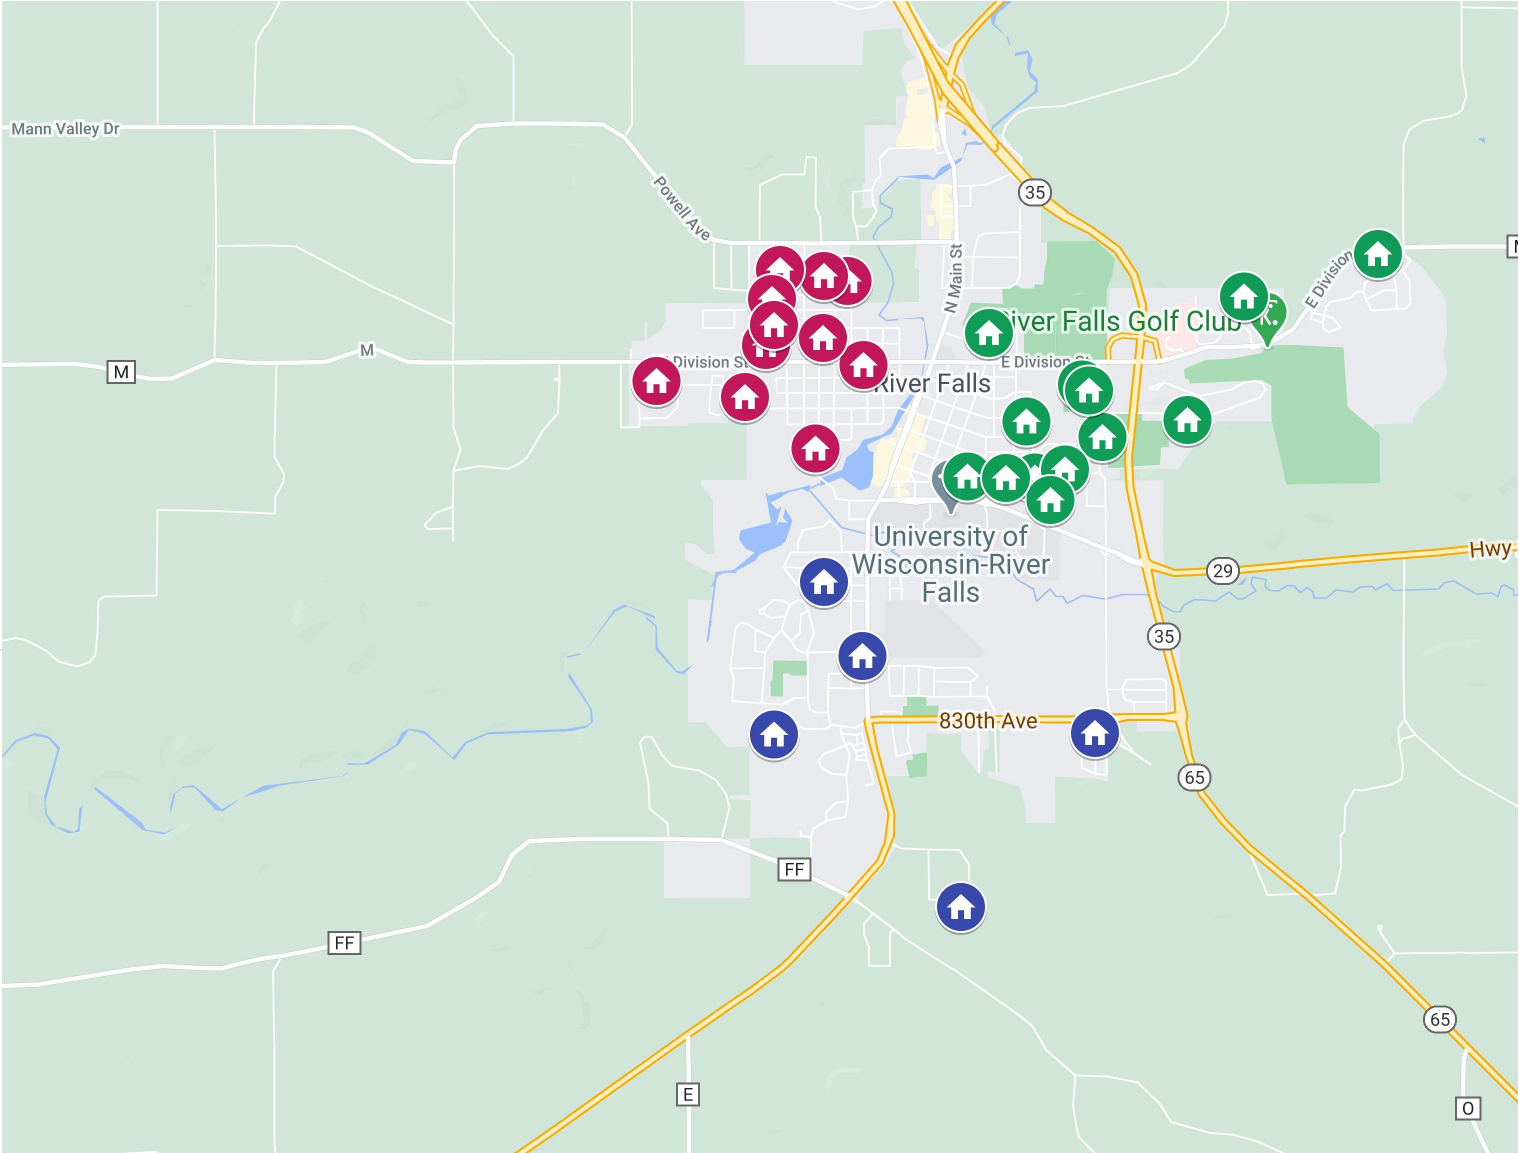 Mann Valley Dr
Powell Ave
35
N Main St
E Division
River Falls Golf Club
M
M
Division St
E Division St
River Falls
University of
Wisconsin-River
Falls
Hwy
29
35
830th Ave
65
FF
FF
65
E
O